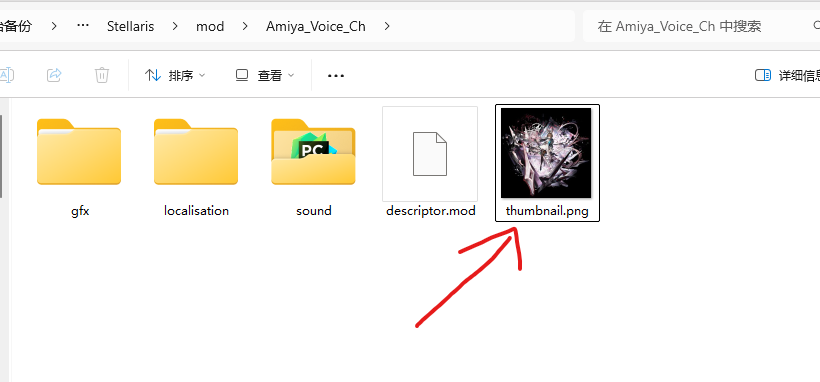 台备份 > ··· Stellaris > mod > Amiya_Voice_Ch >
在 Amiya_Voice_Ch 中搜索
排序
查看
···
详细信息
PC
gfx
localisation
sound
descriptor.mod
thumbnail.png